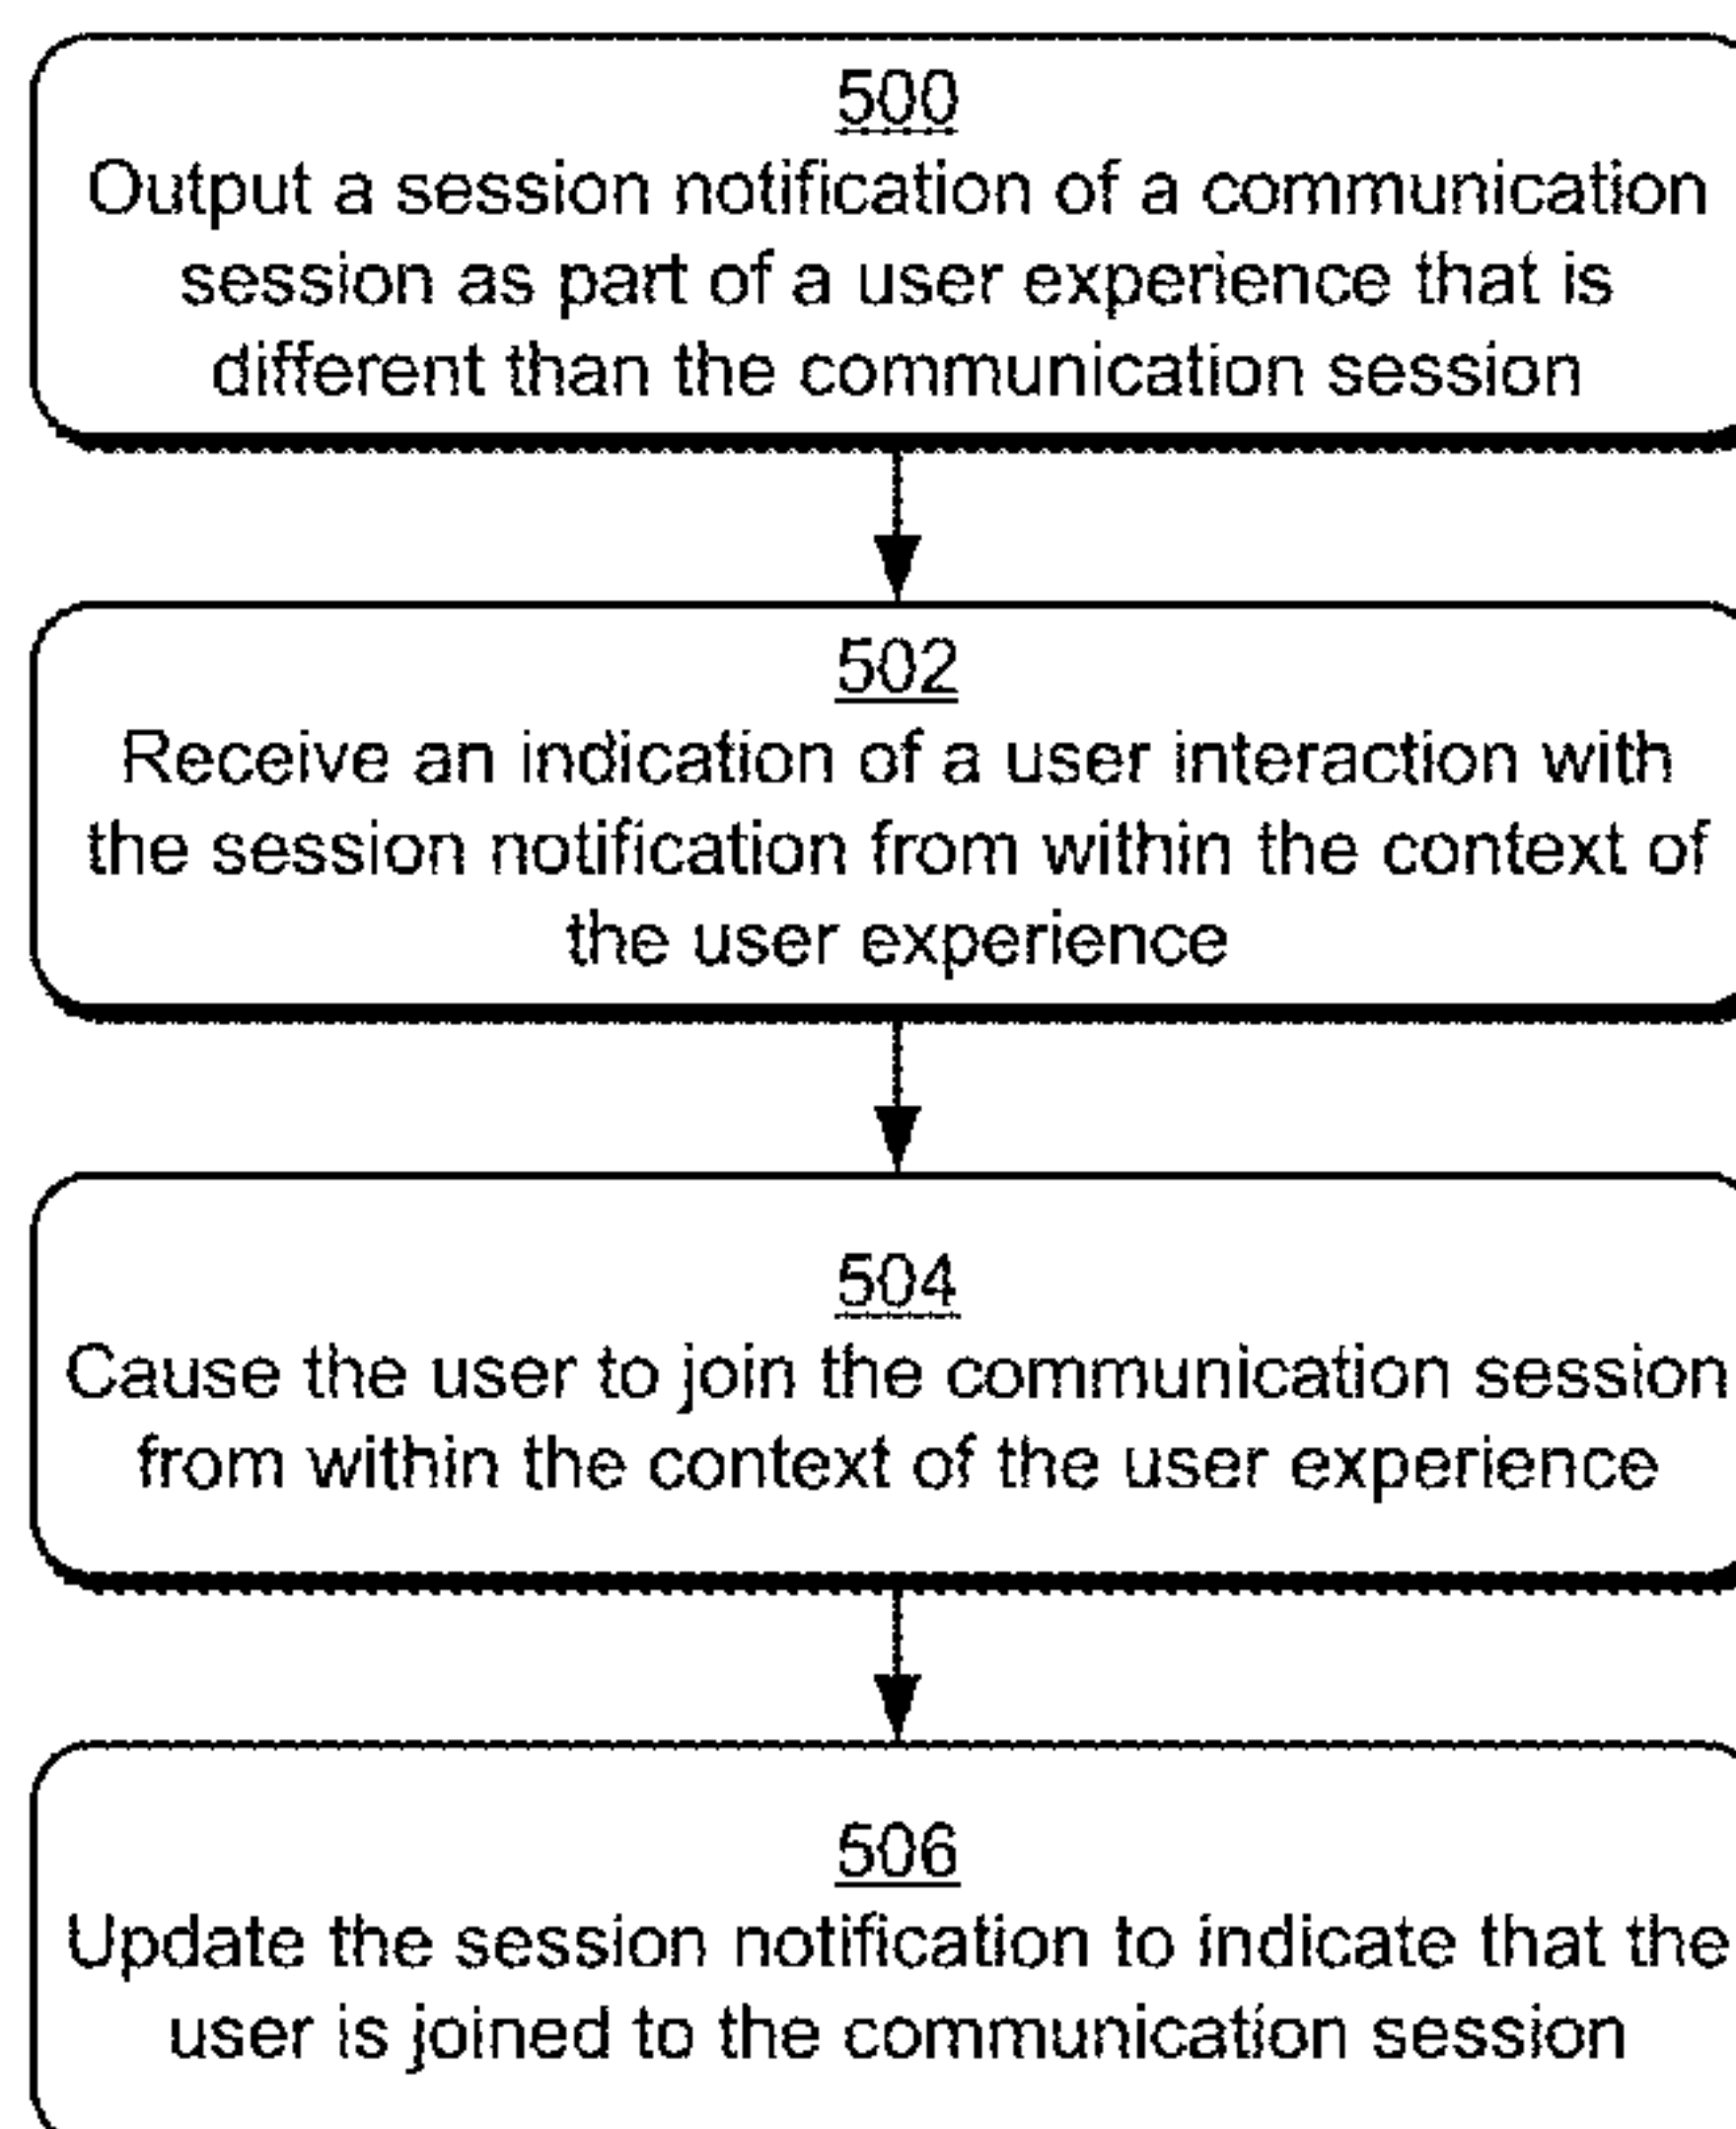 500
Output a session notification of a communication
session as part of a user experience that is
different than the communication session
502
Receive an indication of a user interaction with
the session notification from within the context of
the user experience
504
Cause the user to join the communication session
from within the context of the user experience
506
Update the session notification to indicate that the
user is joined to the communication session